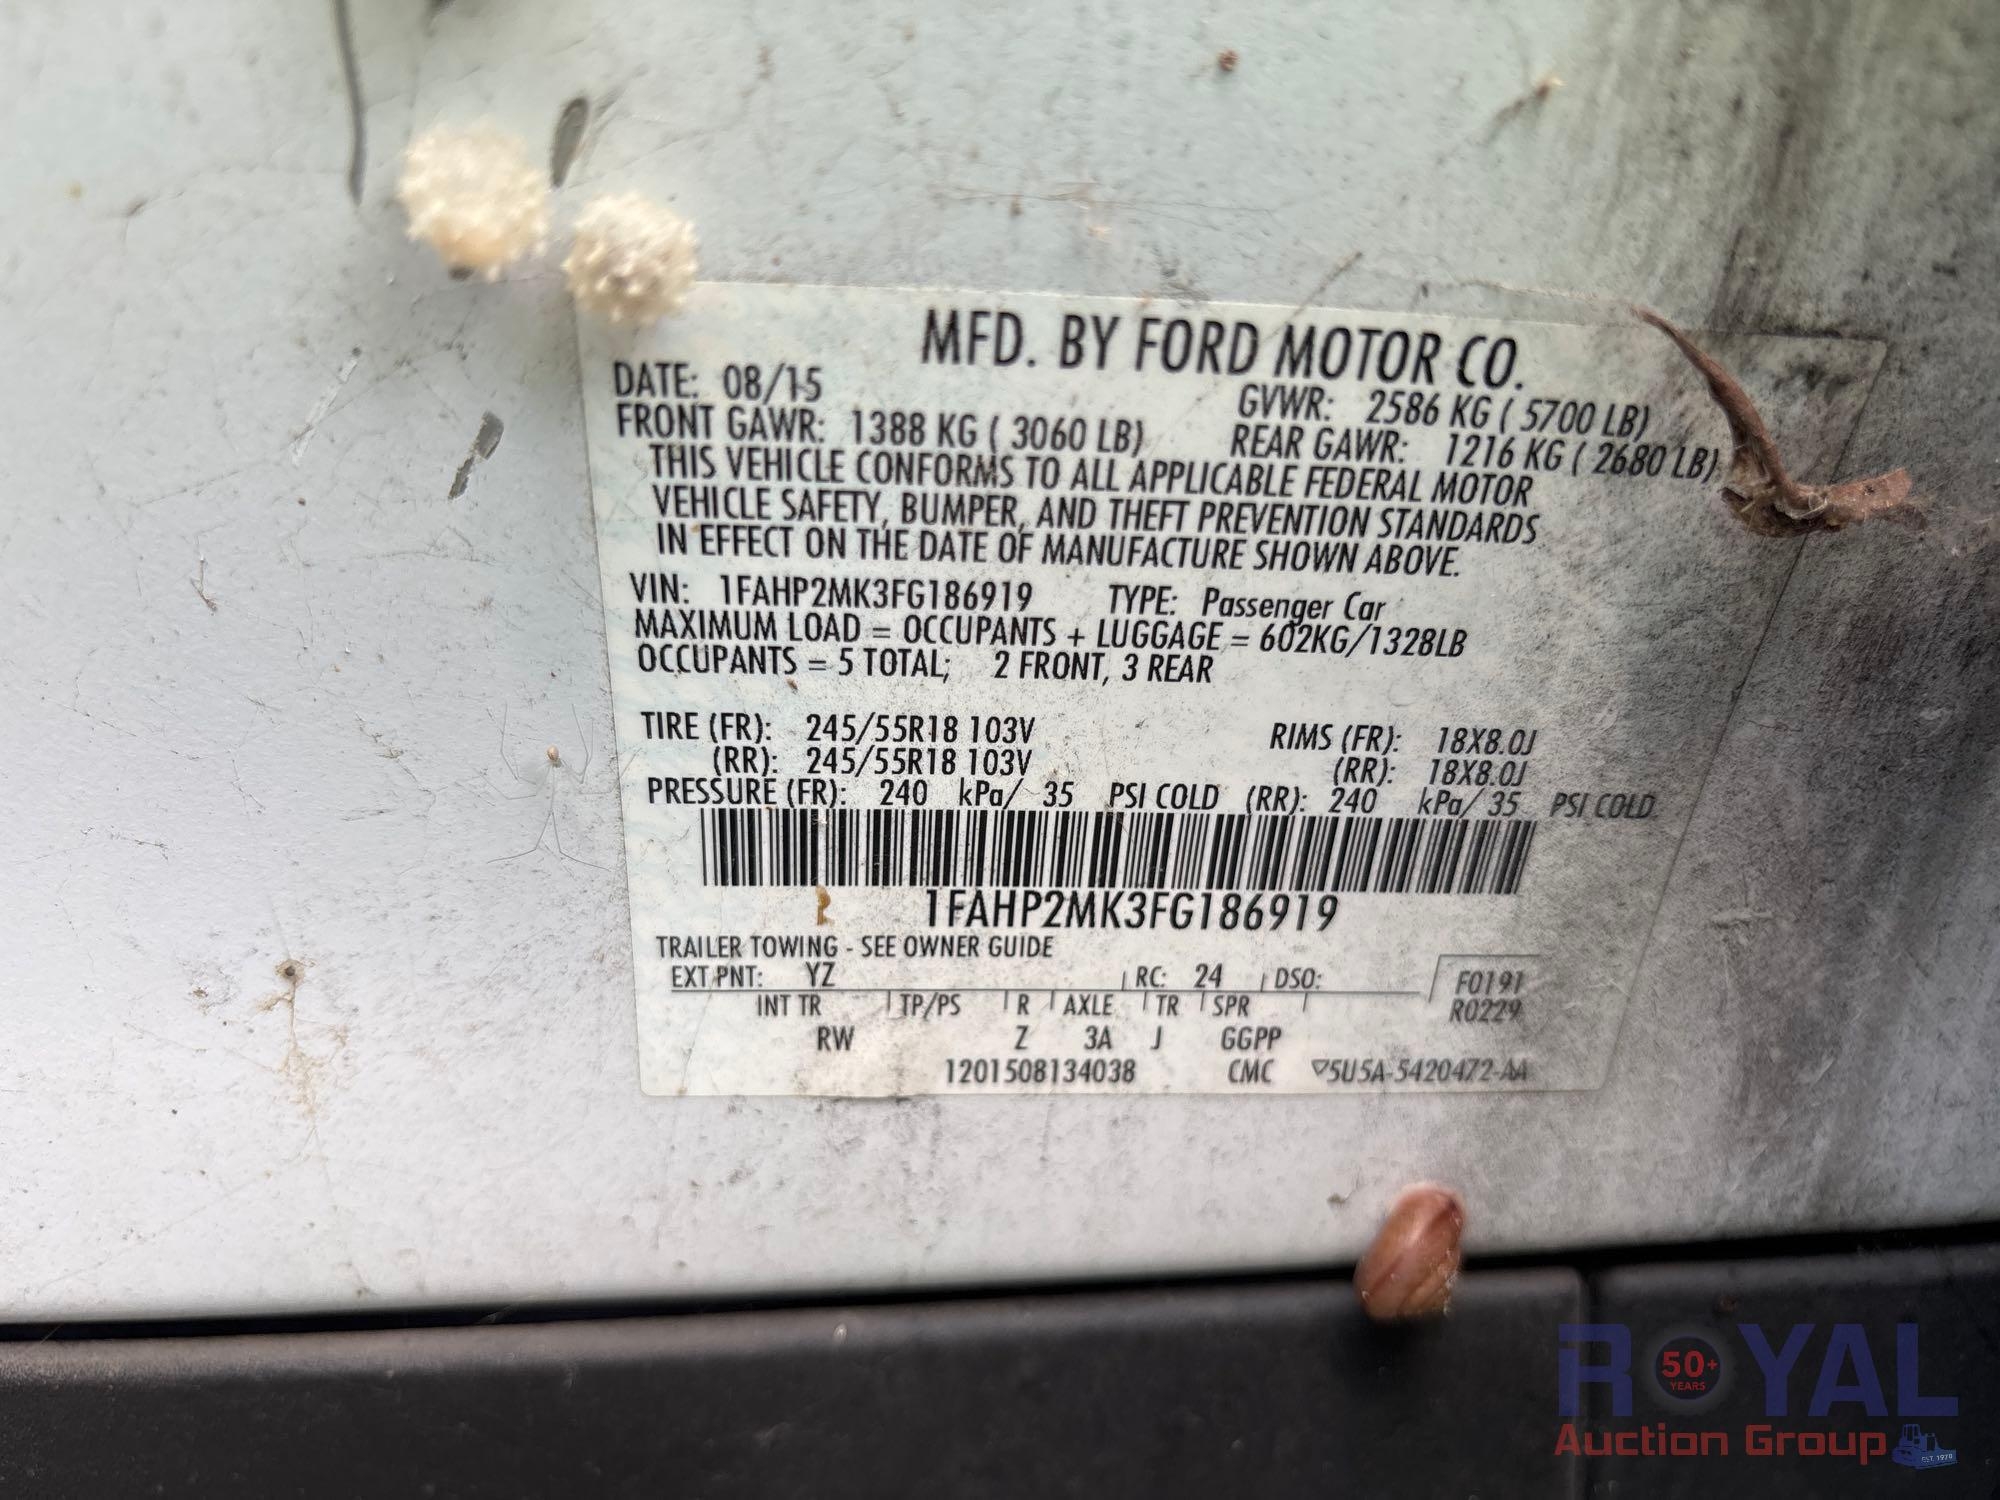 MFD. BY FORD MOTOR CO.
DATE: 08/15
GVWR: 2586 KG ( 5700 LB)
FRONT GAWR: 1388 KG ( 3060 LB)
REAR GAWR: 1216 KG ( 2680 LB)
THIS VEHICLE CONFORMS TO ALL APPLICABLE FEDERAL MOTOR
VEHICLE SAFETY, BUMPER, AND THEFT PREVENTION STANDARDS
IN EFFECT ON THE DATE OF MANUFACTURE SHOWN ABOVE.
VIN: 1FAHP2MK3FG186919 TYPE: Passenger Car
MAXIMUM LOAD = OCCUPANTS + LUGGAGE = 602KG/1328LB
OCCUPANTS = 5 TOTAL; 2 FRONT, 3 REAR
TIRE (FR): 245/55R18 103V RIMS (FR): 18X8.0J
(RR): 245/55R18 103V (RR): 18X8.0J
PRESSURE (FR): 240 kPa/ 35 PSI COLD (RR): 240 kPa/ 35 PSI COLD
1FAHP2MK3FG186919
TRAILER TOWING - SEE OWNER GUIDE
EXT PNT: YZ RC: 24 DSO: F0191
INT TR TP/PS R AXLE TR SPR R0229
RW Z 3A J GGPP
1201508134038 CMC ▽5U5A-5420472-AA
ROYAL
50+
YEARS
Auction Group
EST. 1970